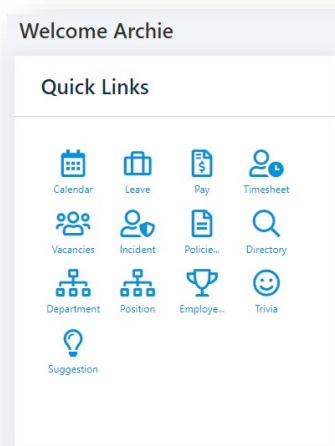 Welcome Archie
Quick Links
Calendar Leave Pay Timesheet
Vacancies Incident Policie... Directory
Department Position Employe... Trivia
Suggestion